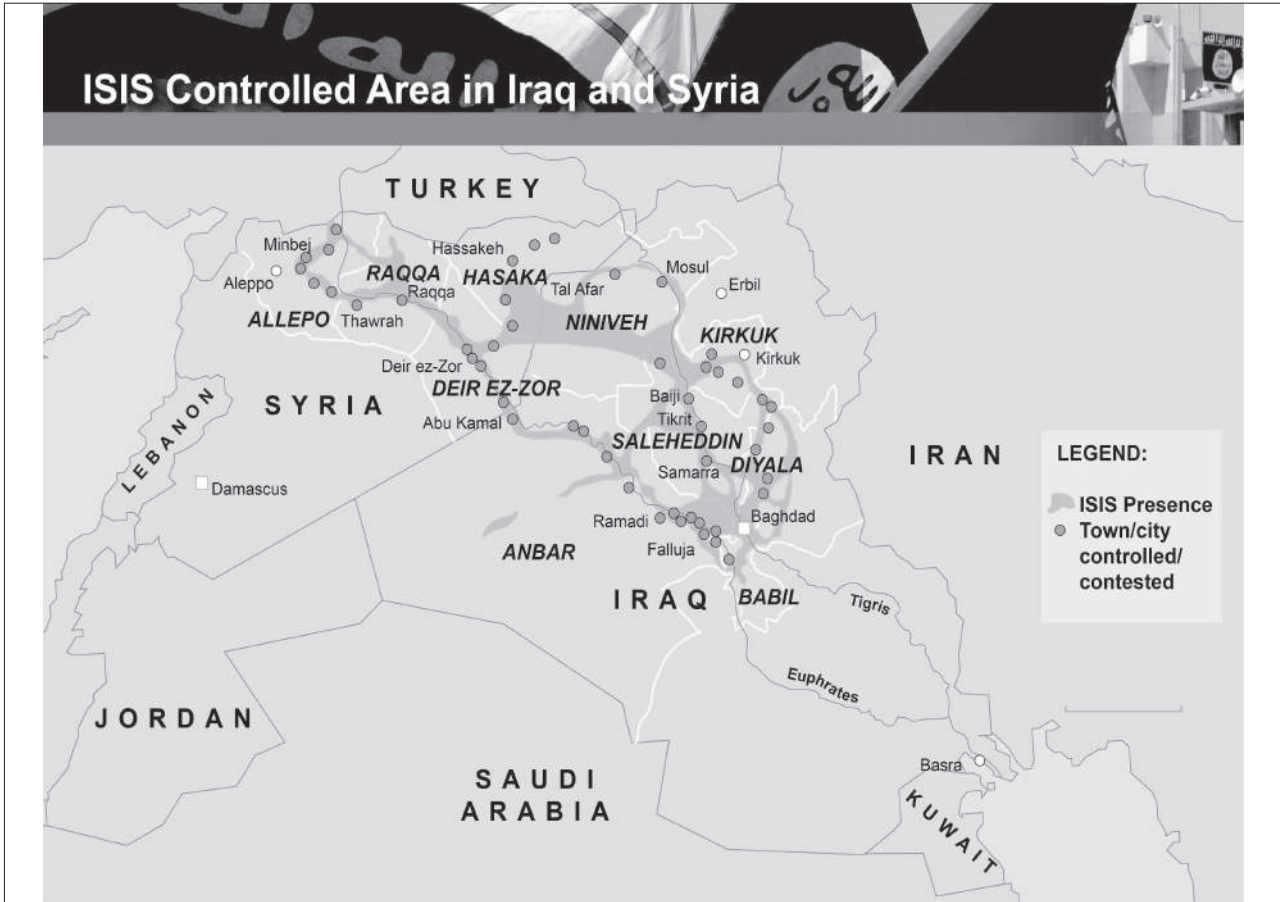 ISIS Controlled Area in Iraq and Syria
TURKEY
Minbej
Aleppo
ALLEPO
Thawrah
RAQQA
Raqqa
Hassakeh
HASAKA
Tal Afar
Mosul
Erbil
NINIVEH
KIRKUK
Kirkuk
Deir ez-Zor
DEIR EZ-ZOR
Abu Kamal
SYRIA
LEBANON
Damascus
Baiji
Tikrit
SALEHEDDIN
Samarra
DIYALA
Baghdad
Ramadi
Falluja
ANBAR
IRAQ
BABIL
Tigris
Euphrates
IRAN
LEGEND:
ISIS Presence
Town/city
controlled/
contested
JORDAN
SAUDI
ARABIA
Basra
KUWAIT